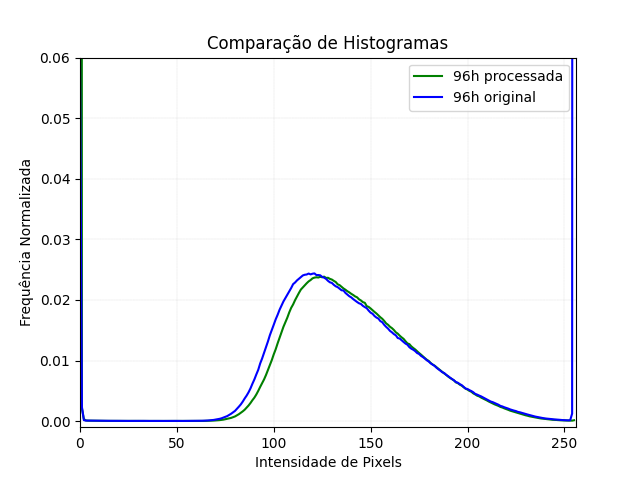 Comparação de Histogramas
96h processada
96h original
Frequência Normalizada
0.06
0.05
0.04
0.03
0.02
0.01
0.00
0 50 100 150 200 250
Intensidade de Pixels